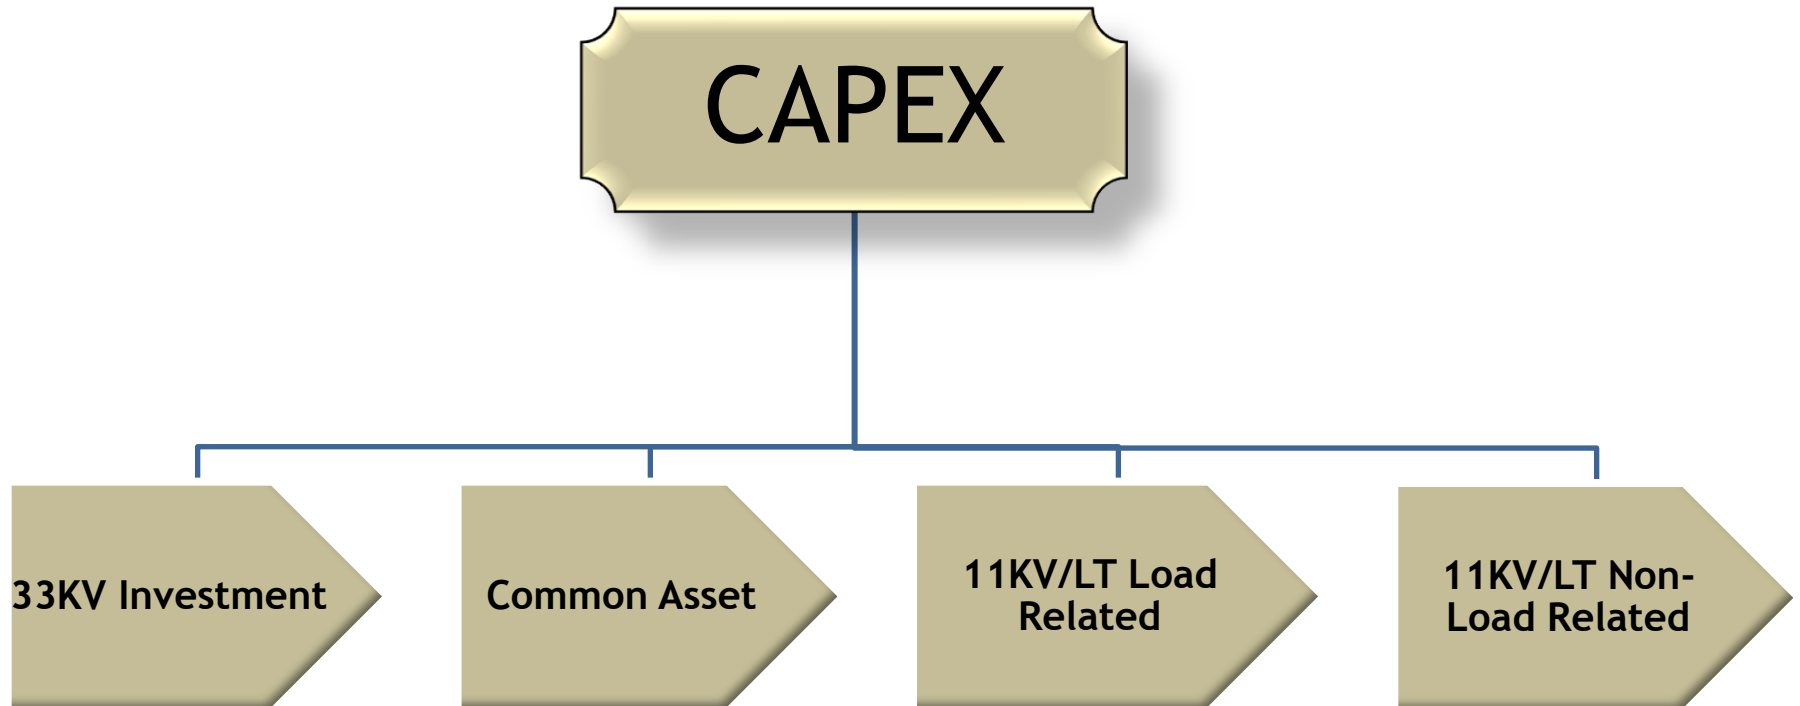 CAPEX
33KV Investment
Common Asset
11KV/LT Load
Related
11KV/LT Non-
Load Related